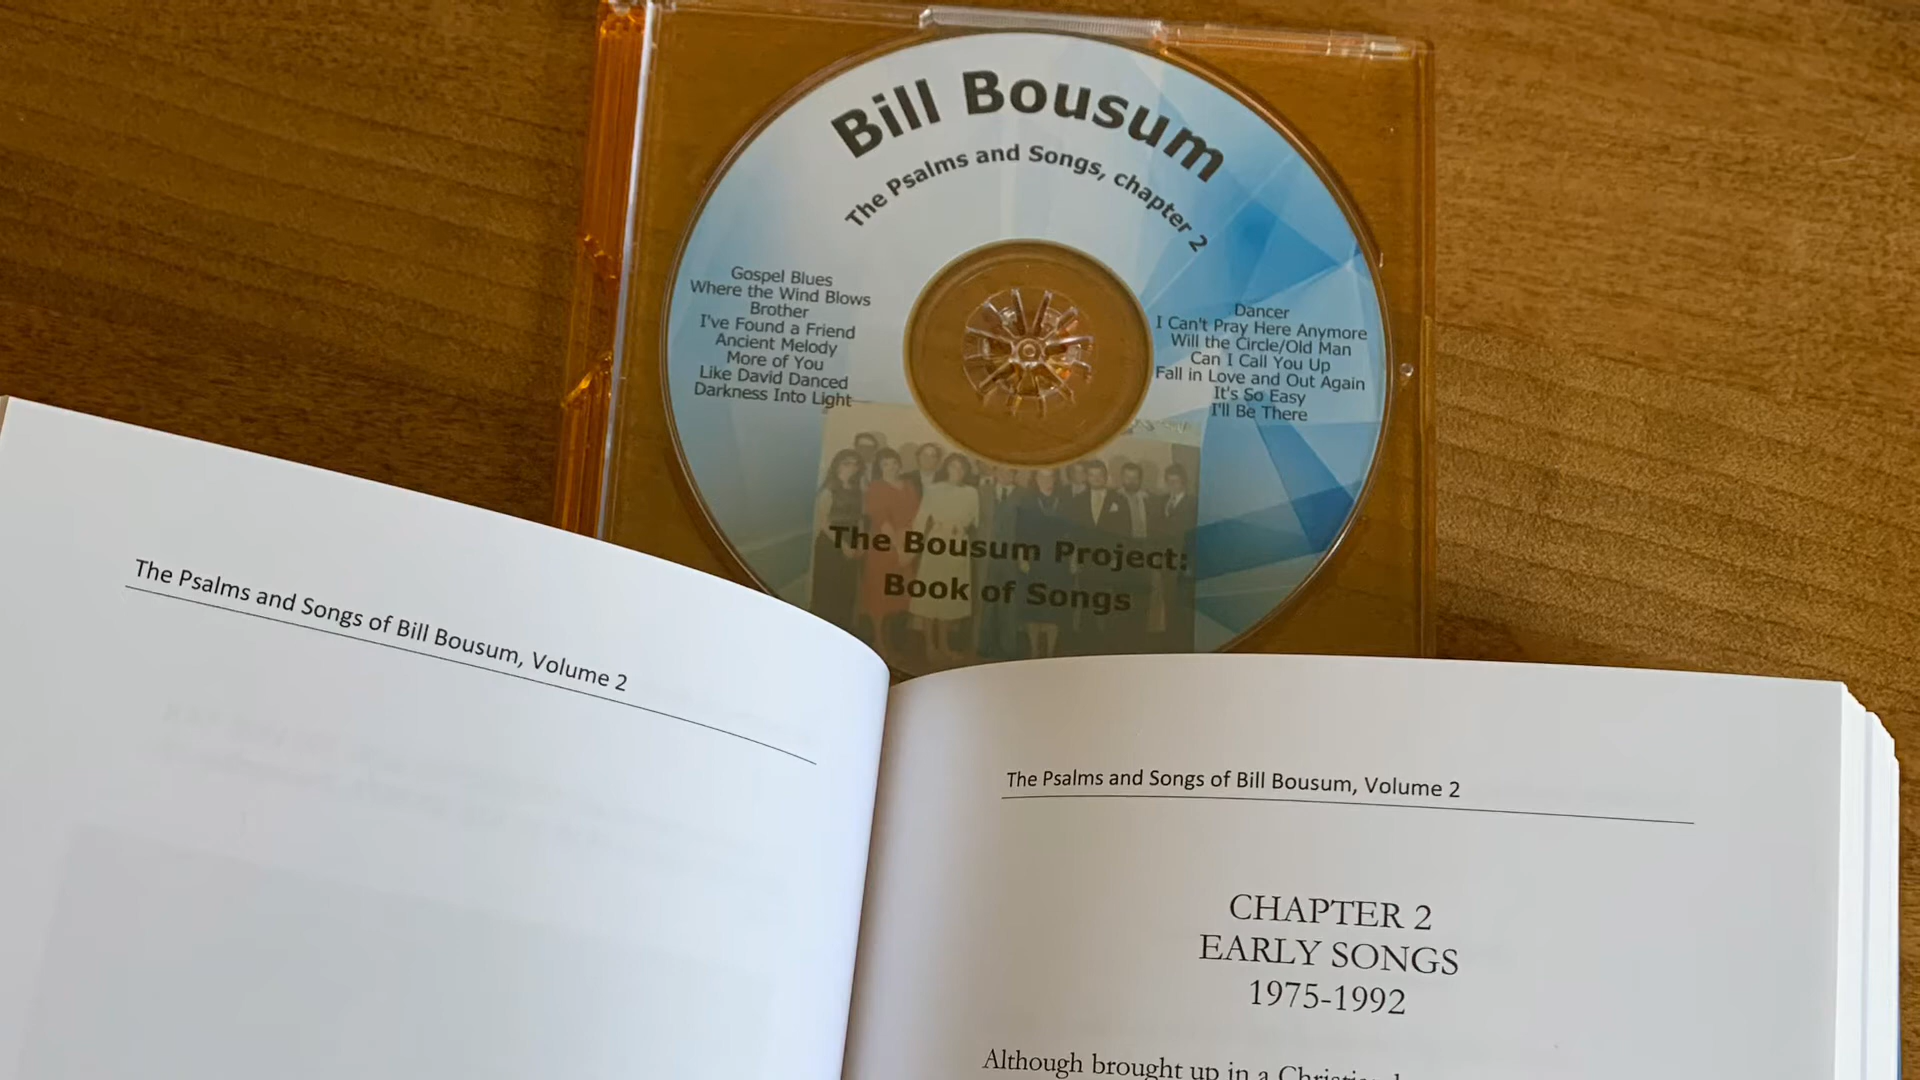 Bill Bousum
The Psalms and Songs, chapter 2
Gospel Blues
Where the Wind Blows
Brother
I've Found a Friend
Ancient Melody
More of You
Like David Danced
Darkness Into Light
Dancer
I Can't Pray Here Anymore
Will the Circle/Old Man
Can I Call You Up
Fall in Love and Out Again
It's So Easy
I'll Be There
The Bousum Project:
Book of Songs
The Psalms and Songs of Bill Bousum, Volume 2
The Psalms and Songs of Bill Bousum, Volume 2
CHAPTER 2
EARLY SONGS
1975-1992
Although brought up in a